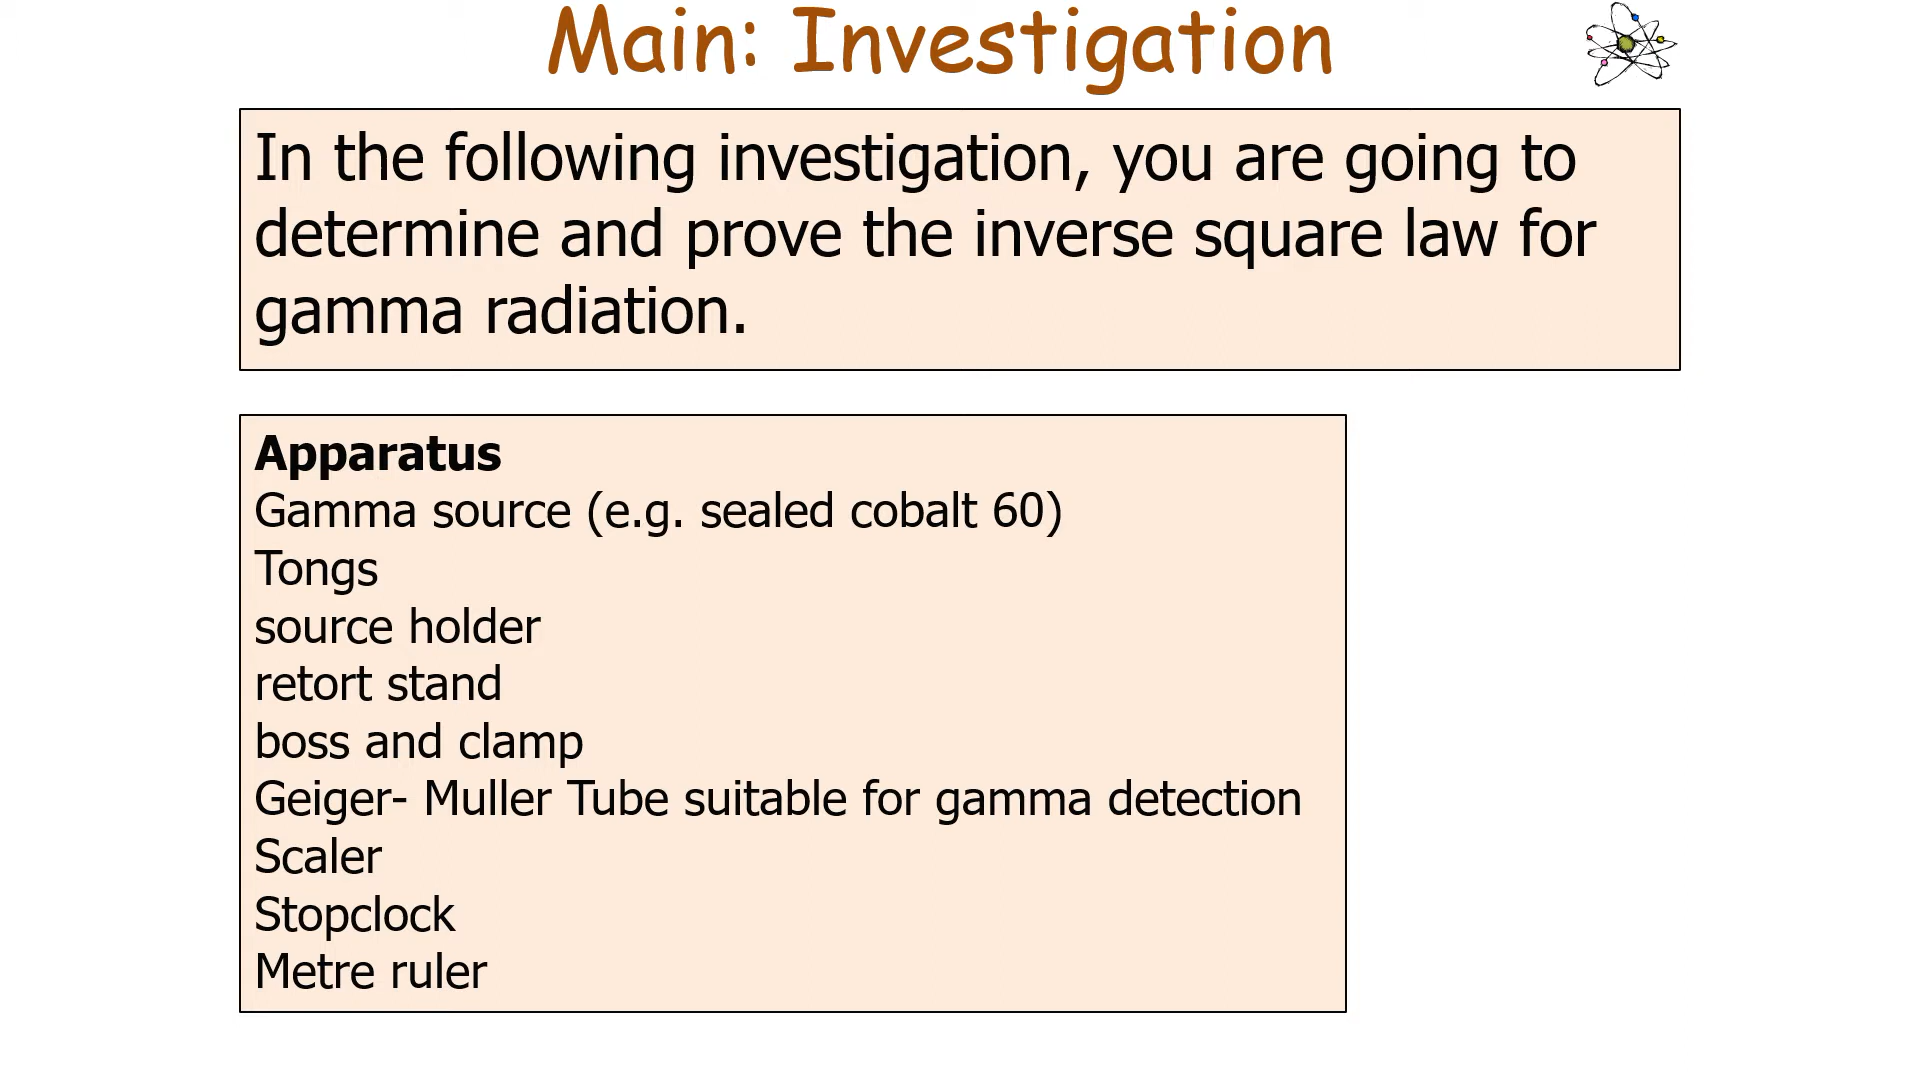 Main: Investigation
In the following investigation, you are going to
determine and prove the inverse square law for
gamma radiation.
Apparatus
Gamma source (e.g. sealed cobalt 60)
Tongs
source holder
retort stand
boss and clamp
Geiger- Muller Tube suitable for gamma detection
Scaler
Stopclock
Metre ruler